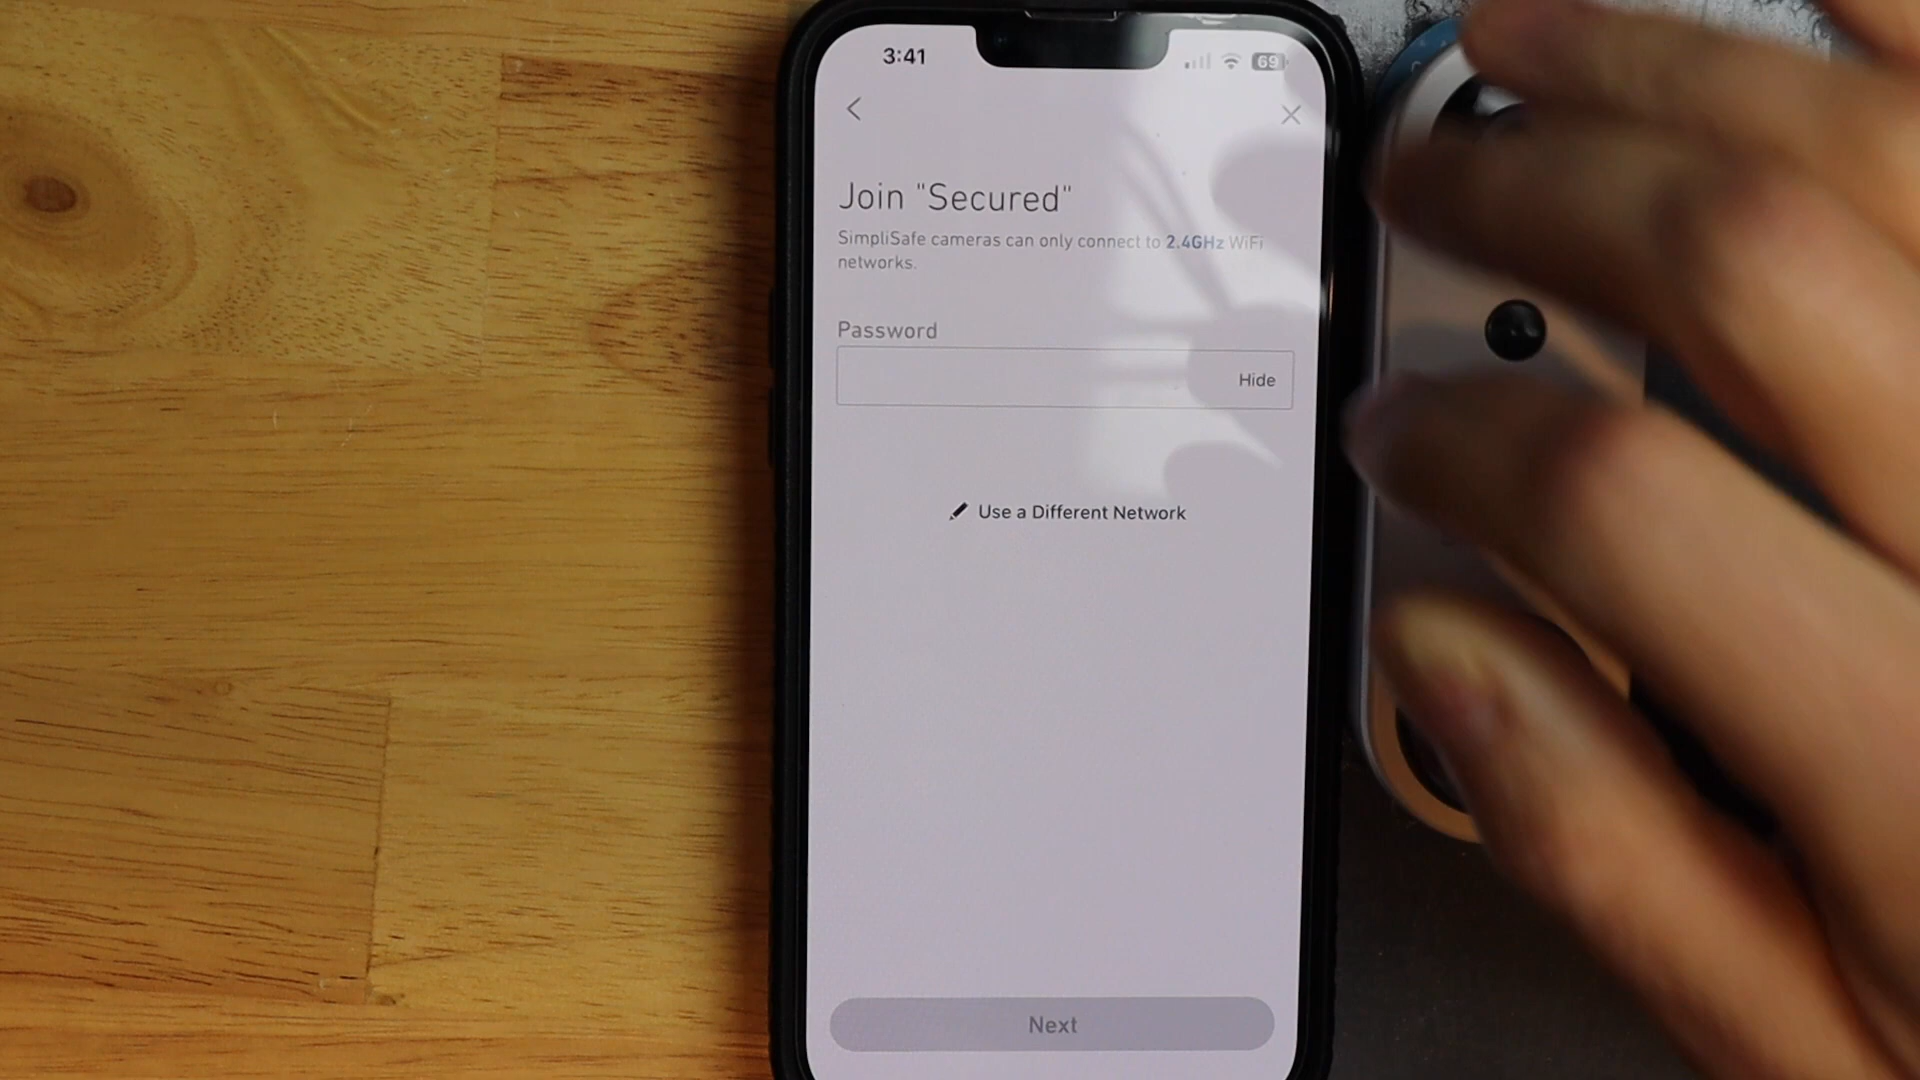 3:41
69
Join "Secured"
SimpliSafe cameras can only connect to 2.4GHz WiFi
networks.
Password
Hide
Use a Different Network
Next